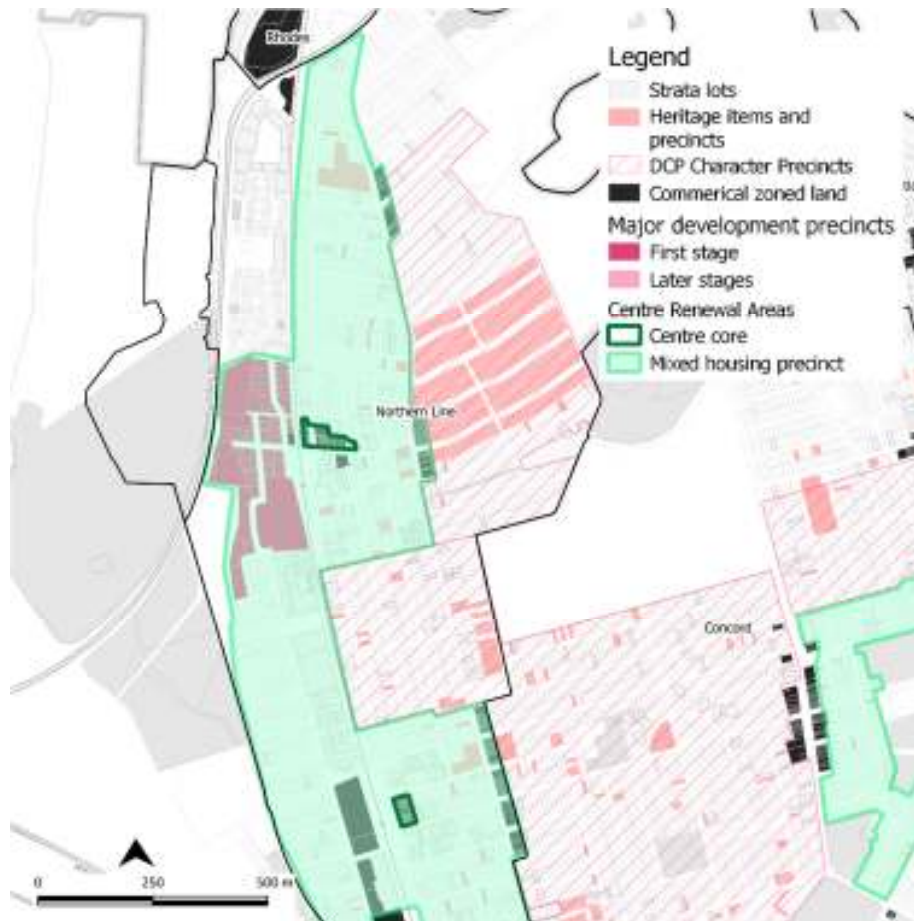 Rhodes
Legend
Strata lots
Heritage items and
precincts
DCP Character Precincts
Commerical zoned land
Major development precincts
First stage
Later stages
Centre Renewal Areas
Centre core
Mixed housing precinct
Northern Line
Concord
0 250 500 m